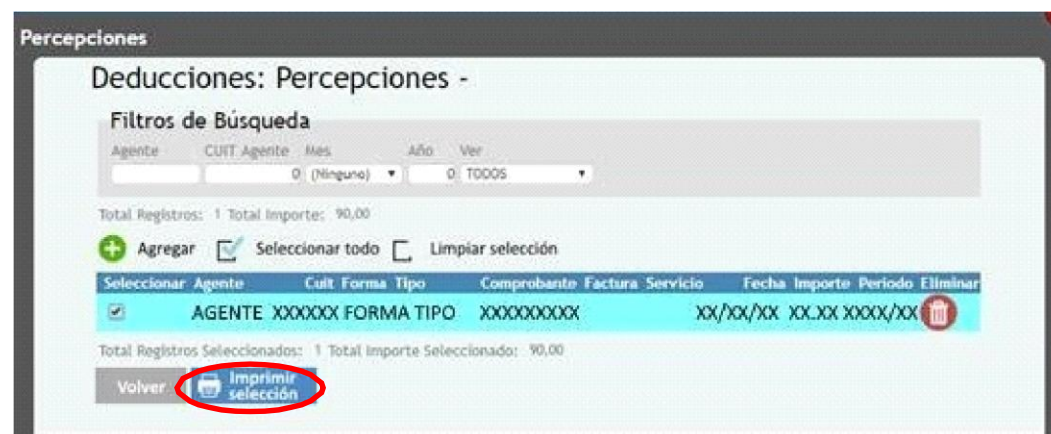 Percepciones
Deducciones: Percepciones -
Filtros de Búsqueda
Agente CUIT Agente Mes Año Ver
0 (Ninguno) 0 TODOS
Total Registros: 1 Total Importe: 90,00
Agregar Seleccionar todo Limpiar selección
Seleccionar Agente Cuit Forma Tipo Comprobante Factura Servicio Fecha Importe Periodo Eliminar
AGENTE XXXXXX FORMA TIPO XXXXXXXXX XX/XX/XX XX.XX XXXX/XX
Total Registros Seleccionados: 1 Total Importe Seleccionado: 90,00
Volver Imprimir
selección